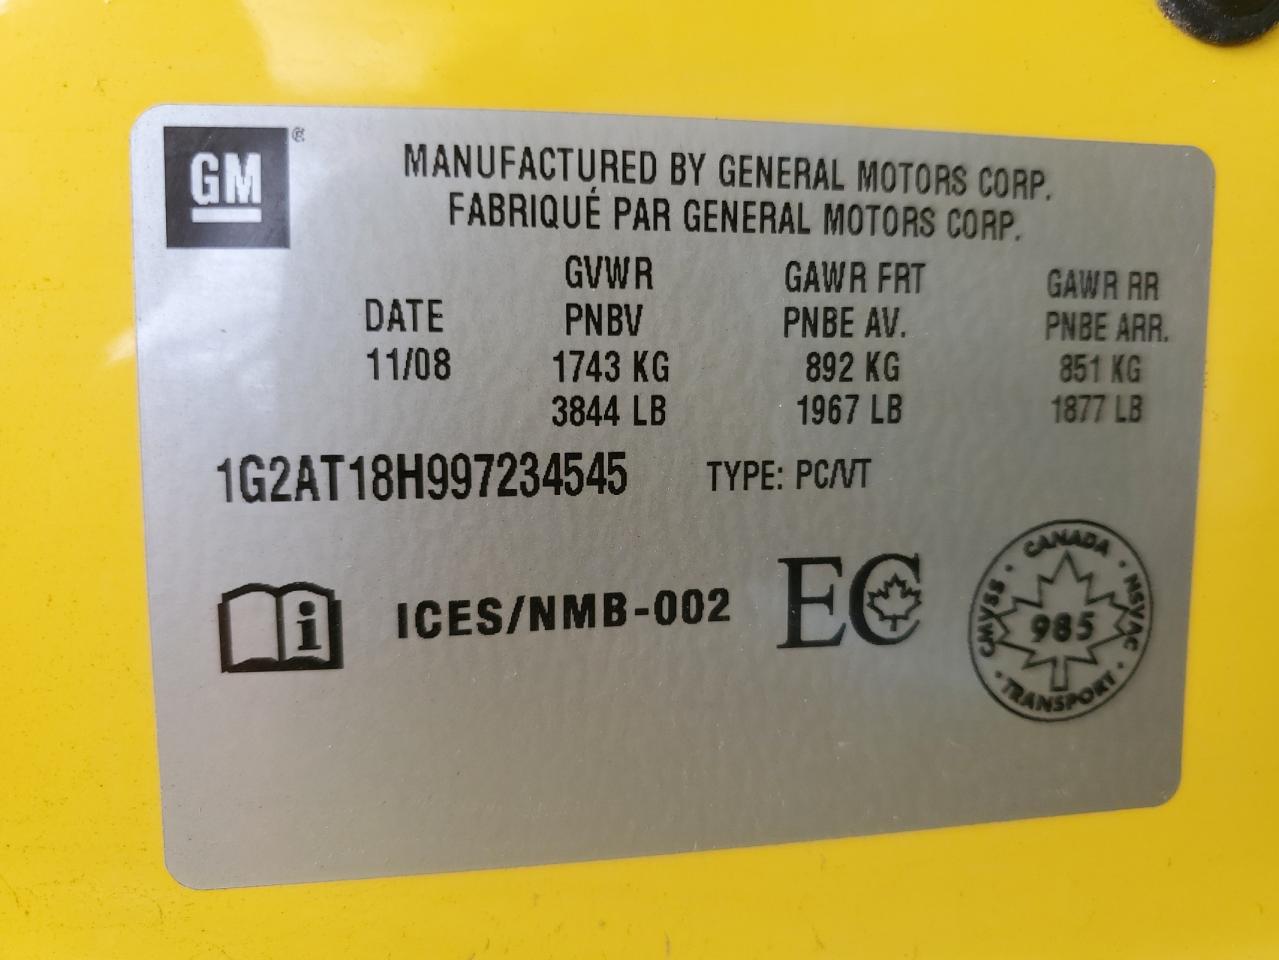 GM®
MANUFACTURED BY GENERAL MOTORS CORP.
FABRIQUÉ PAR GENERAL MOTORS CORP.
GVWR GAWR FRT GAWR RR
DATE PNBV PNBE AV. PNBE ARR.
11/08 1743 KG 892 KG 851 KG
3844 LB 1967 LB 1877 LB
1G2AT18H997234545 TYPE: PC/VT
i ICES/NMB-002 EC
CANADA
CMVSS · NSVAC
985
TRANSPORT